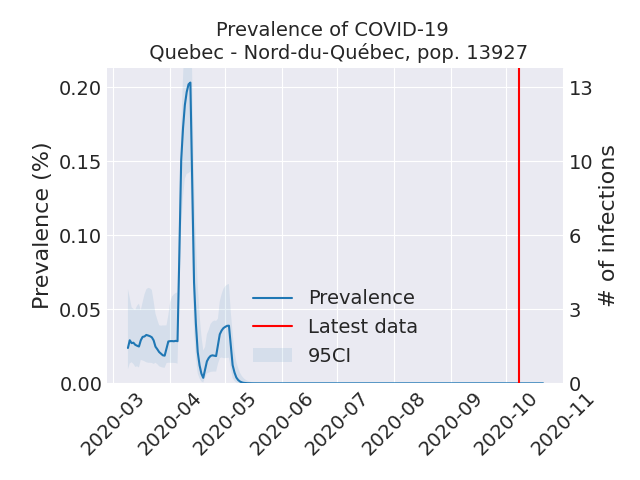 Prevalence of COVID-19
Quebec - Nord-du-Québec, pop. 13927
Prevalence (%)
0.20
0.15
0.10
0.05
0.00
13
10
6
3
0
# of infections
Prevalence
Latest data
95CI
2020-03
2020-04
2020-05
2020-06
2020-07
2020-08
2020-09
2020-10
2020-11